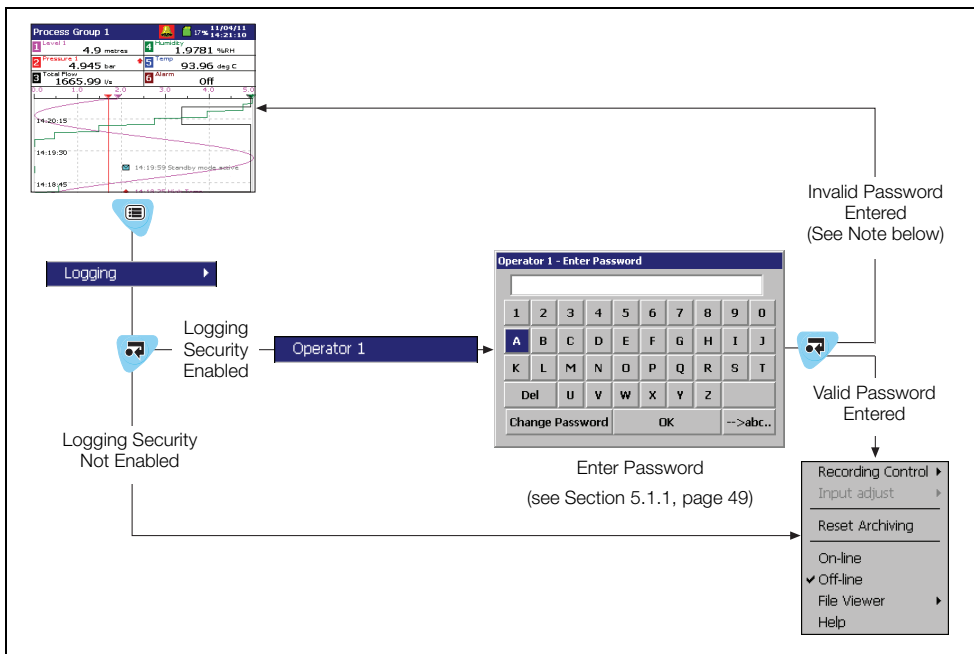 Process Group 1
17%
11/04/11
14:21:10
1 Level 1
4.9 metres
4 Humidity
1.9781 %RH
2 Pressure 1
4.945 bar
5 Temp
93.96 deg C
3 Total Flow
1665.99 l/s
6 Alarm
Off
0.0 1.0 2.0 3.0 4.0 5.0
14:20:15
14:19:30
14:19:59 Standby mode active
14:18:45
Logging
Logging
Security
Enabled
Operator 1
Logging Security
Not Enabled
Operator 1 - Enter Password
1 2 3 4 5 6 7 8 9 0
A B C D E F G H I J
K L M N O P Q R S T
Del U V W X Y Z
Change Password OK -->abc..
Enter Password
(see Section 5.1.1, page 49)
Invalid Password
Entered
(See Note below)
Valid Password
Entered
Recording Control
Input adjust
Reset Archiving
On-line
Off-line
File Viewer
Help